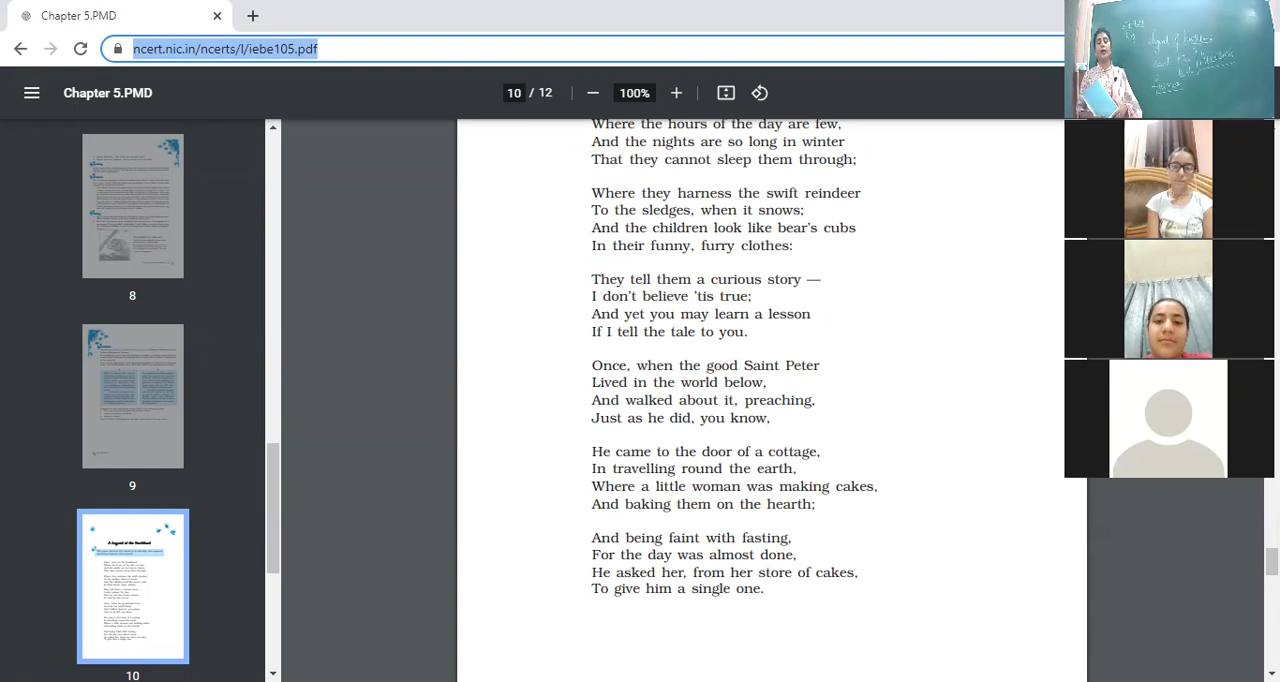 Chapter 5.PMD
ncert.nic.in/ncerts/l/iebe105.pdf
Chapter 5.PMD
10 / 12
100%
Where the hours of the day are few,
And the nights are so long in winter
That they cannot sleep them through;
Where they harness the swift reindeer
To the sledges, when it snows;
And the children look like bear's cubs
In their funny, furry clothes:
They tell them a curious story —
I don't believe 'tis true;
And yet you may learn a lesson
If I tell the tale to you.
Once, when the good Saint Peter
Lived in the world below,
And walked about it, preaching,
Just as he did, you know,
He came to the door of a cottage,
In travelling round the earth,
Where a little woman was making cakes,
And baking them on the hearth;
And being faint with fasting,
For the day was almost done,
He asked her, from her store of cakes,
To give him a single one.
8
9
A Legend of the Northland
10